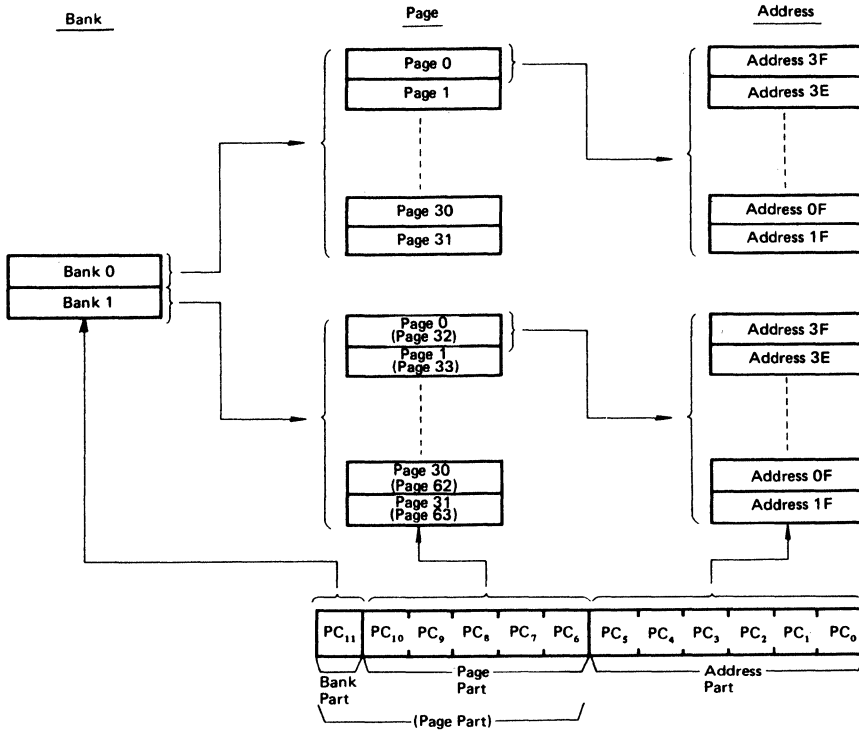 Bank
Page
Address
Page 0
Page 1
Page 30
Page 31
Address 3F
Address 3E
Address 0F
Address 1F
Bank 0
Bank 1
Page 0
(Page 32)
Page 1
(Page 33)
Page 30
(Page 62)
Page 31
(Page 63)
Address 3F
Address 3E
Address 0F
Address 1F
PC₁₁ PC₁₀ PC₉ PC₈ PC₇ PC₆ PC₅ PC₄ PC₃ PC₂ PC₁ PC₀
Bank
Part
Page
Part
Address
Part
(Page Part)